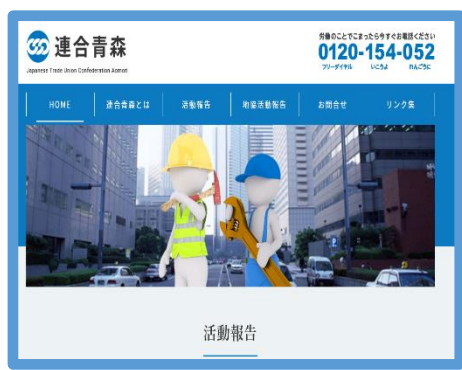 連合青森
Japanese Trade Union Confederation Aomori
労働のことでこまったら今すぐお電話ください
0120-154-052
フリーダイヤル いこうよ れんごうに
HOME 連合青森とは 活動報告 地協活動報告 お問合せ リンク集
活動報告